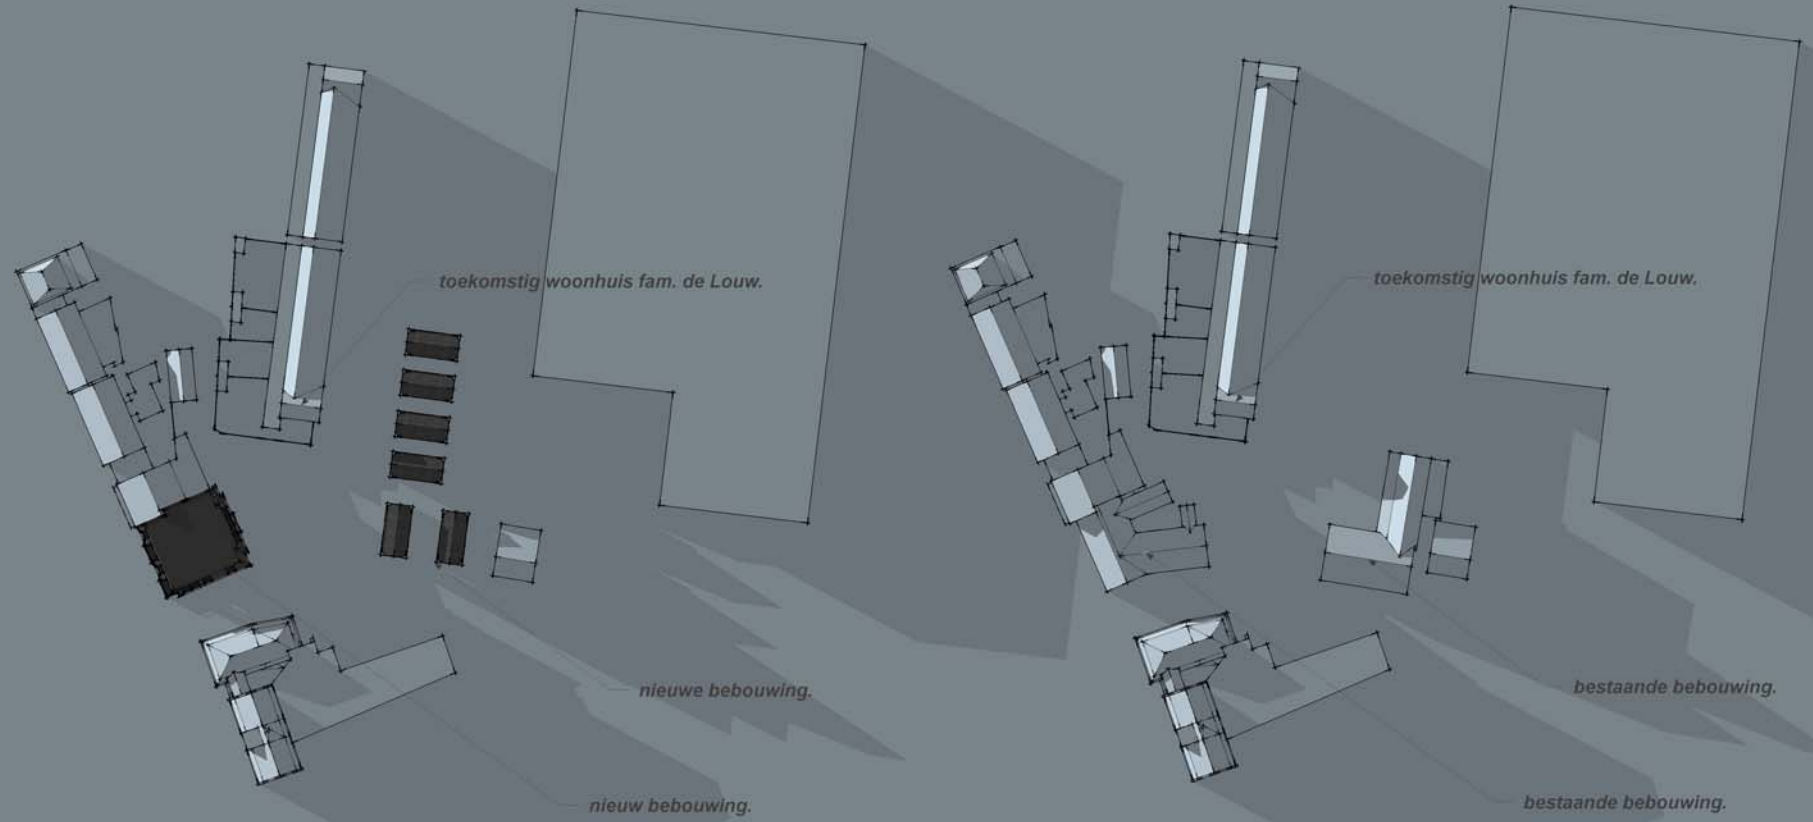 toekomstig woonhuis fam. de Louw.
nieuwe bebouwing.
nieuw bebouwing.
toekomstig woonhuis fam. de Louw.
bestaande bebouwing.
bestaande bebouwing.